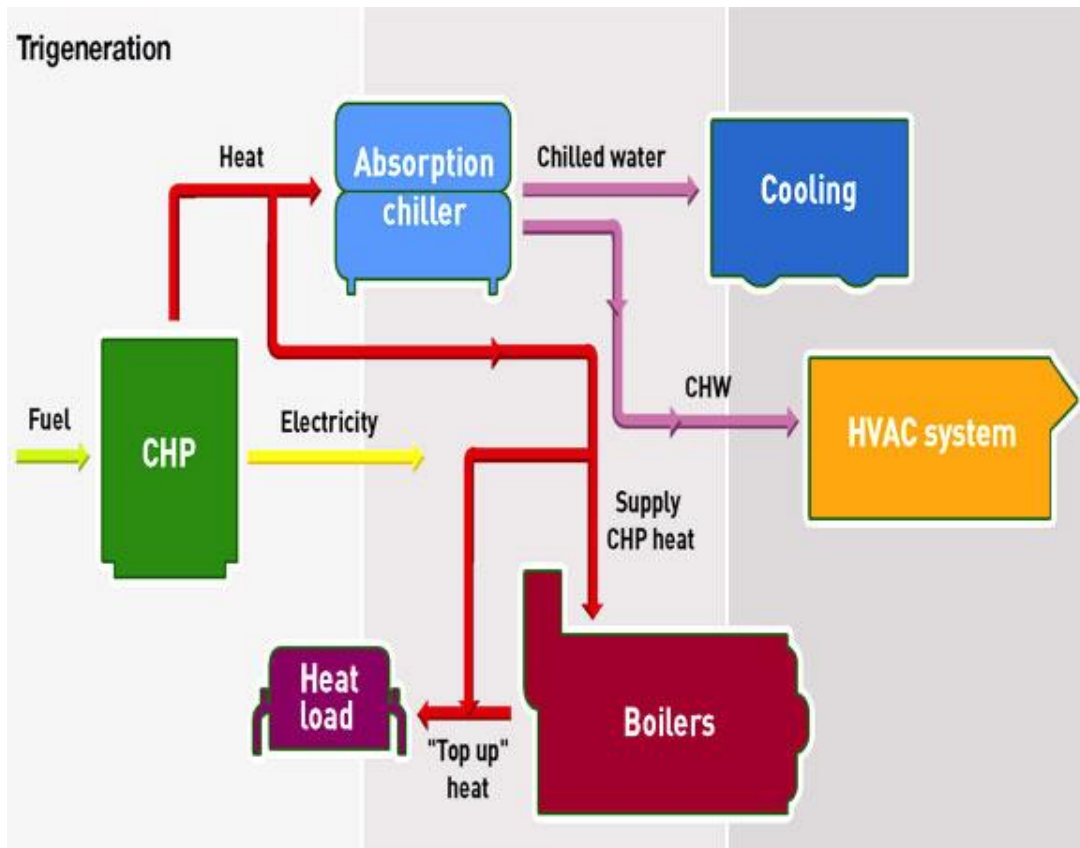 Trigeneration
Heat
Absorption
chiller
Chilled water
Cooling
Fuel
CHP
Electricity
CHW
HVAC system
Supply
CHP heat
Heat
load
"Top up"
heat
Boilers